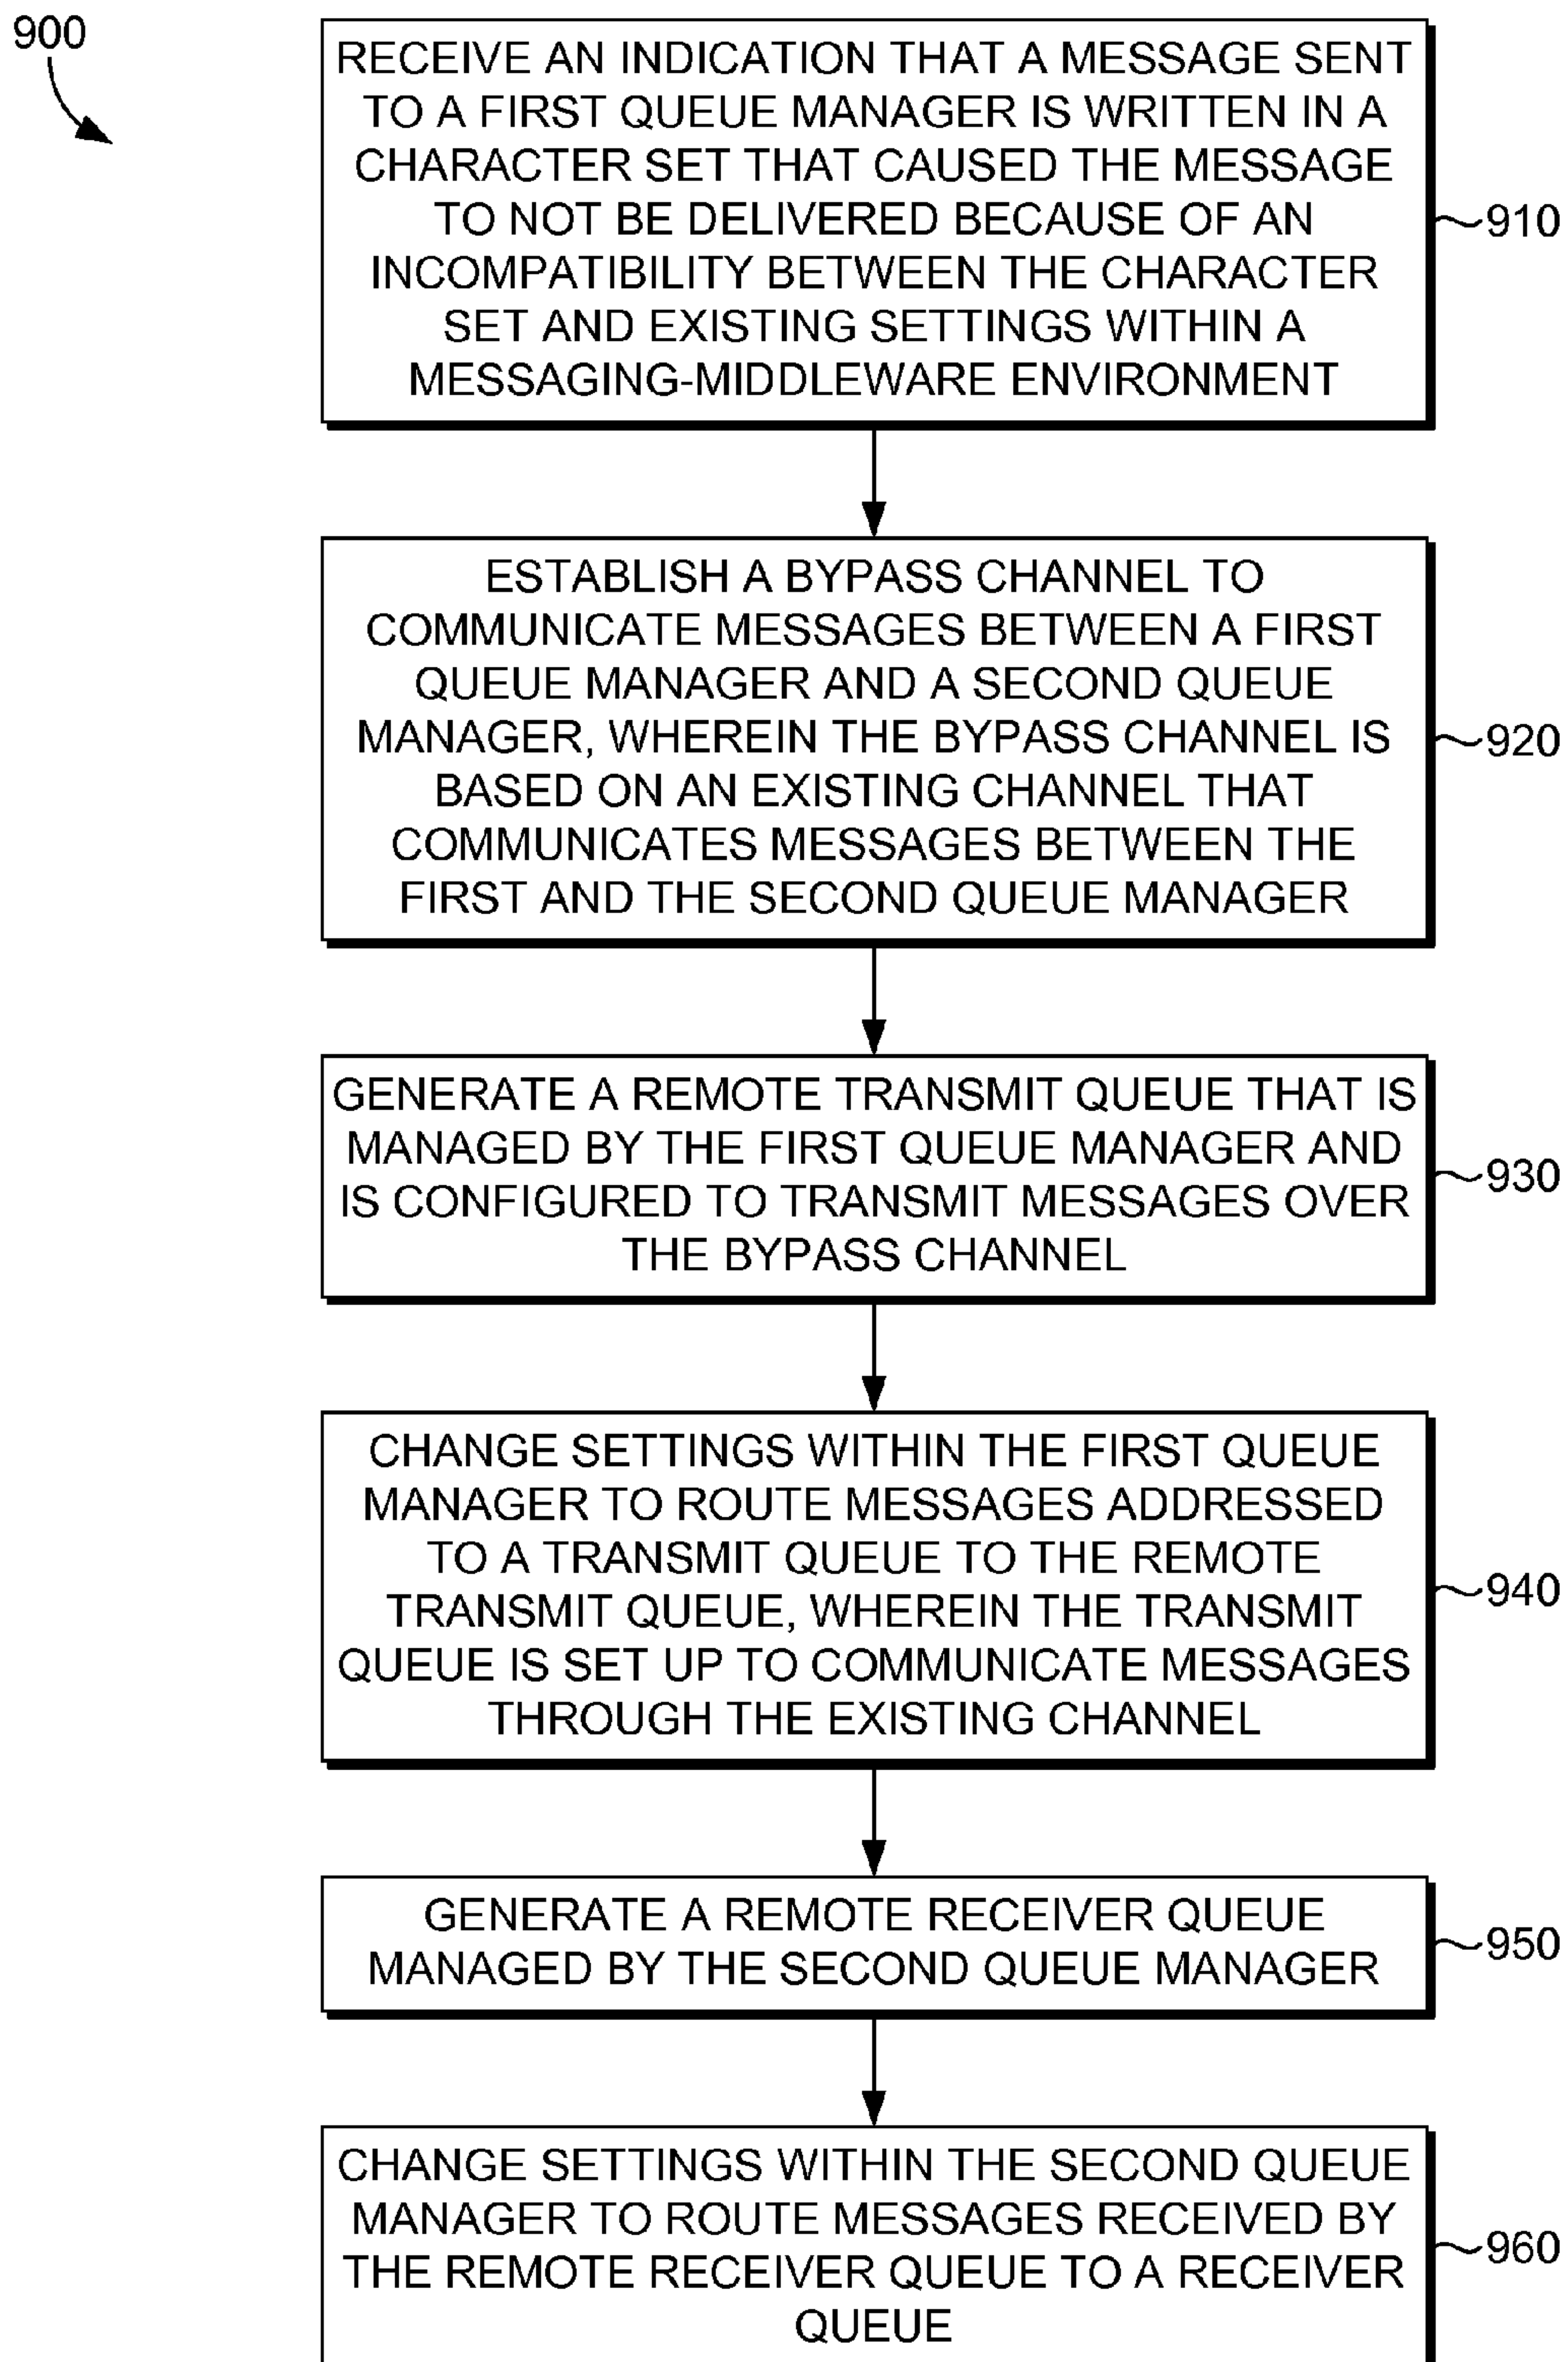 900
RECEIVE AN INDICATION THAT A MESSAGE SENT
TO A FIRST QUEUE MANAGER IS WRITTEN IN A
CHARACTER SET THAT CAUSED THE MESSAGE
TO NOT BE DELIVERED BECAUSE OF AN
INCOMPATIBILITY BETWEEN THE CHARACTER
SET AND EXISTING SETTINGS WITHIN A
MESSAGING-MIDDLEWARE ENVIRONMENT
910
ESTABLISH A BYPASS CHANNEL TO
COMMUNICATE MESSAGES BETWEEN A FIRST
QUEUE MANAGER AND A SECOND QUEUE
MANAGER, WHEREIN THE BYPASS CHANNEL IS
BASED ON AN EXISTING CHANNEL THAT
COMMUNICATES MESSAGES BETWEEN THE
FIRST AND THE SECOND QUEUE MANAGER
920
GENERATE A REMOTE TRANSMIT QUEUE THAT IS
MANAGED BY THE FIRST QUEUE MANAGER AND
IS CONFIGURED TO TRANSMIT MESSAGES OVER
THE BYPASS CHANNEL
930
CHANGE SETTINGS WITHIN THE FIRST QUEUE
MANAGER TO ROUTE MESSAGES ADDRESSED
TO A TRANSMIT QUEUE TO THE REMOTE
TRANSMIT QUEUE, WHEREIN THE TRANSMIT
QUEUE IS SET UP TO COMMUNICATE MESSAGES
THROUGH THE EXISTING CHANNEL
940
GENERATE A REMOTE RECEIVER QUEUE
MANAGED BY THE SECOND QUEUE MANAGER
950
CHANGE SETTINGS WITHIN THE SECOND QUEUE
MANAGER TO ROUTE MESSAGES RECEIVED BY
THE REMOTE RECEIVER QUEUE TO A RECEIVER
QUEUE
960